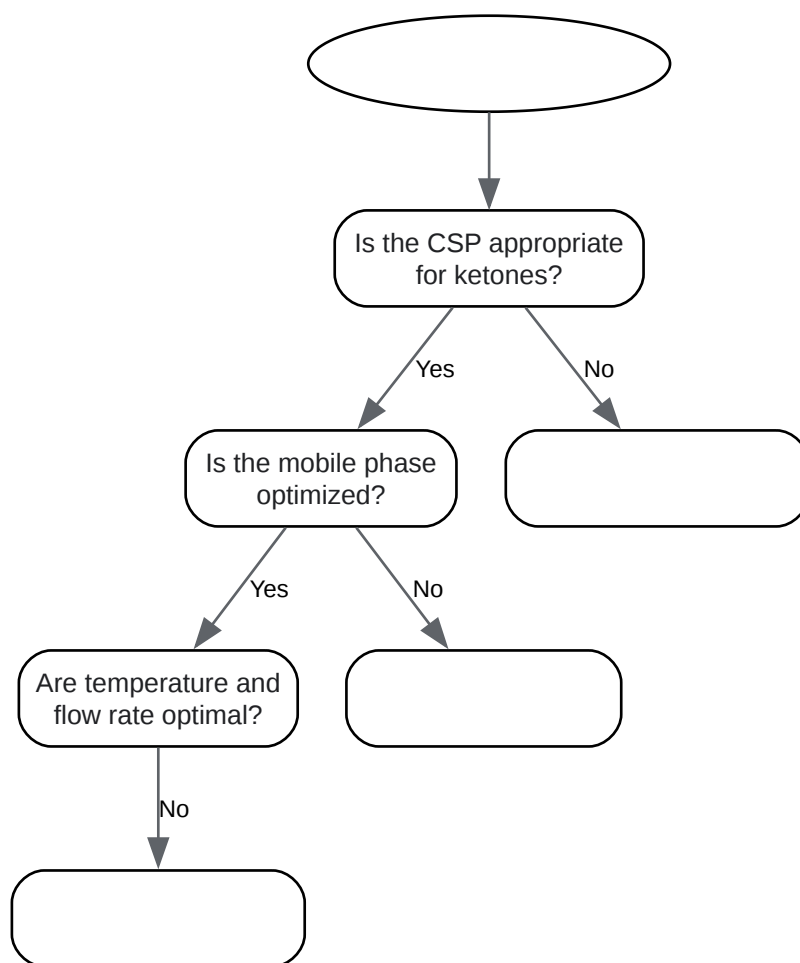 Is the CSP appropriate
for ketones?
Yes
No
Is the mobile phase
optimized?
Yes
No
Are temperature and
flow rate optimal?
No